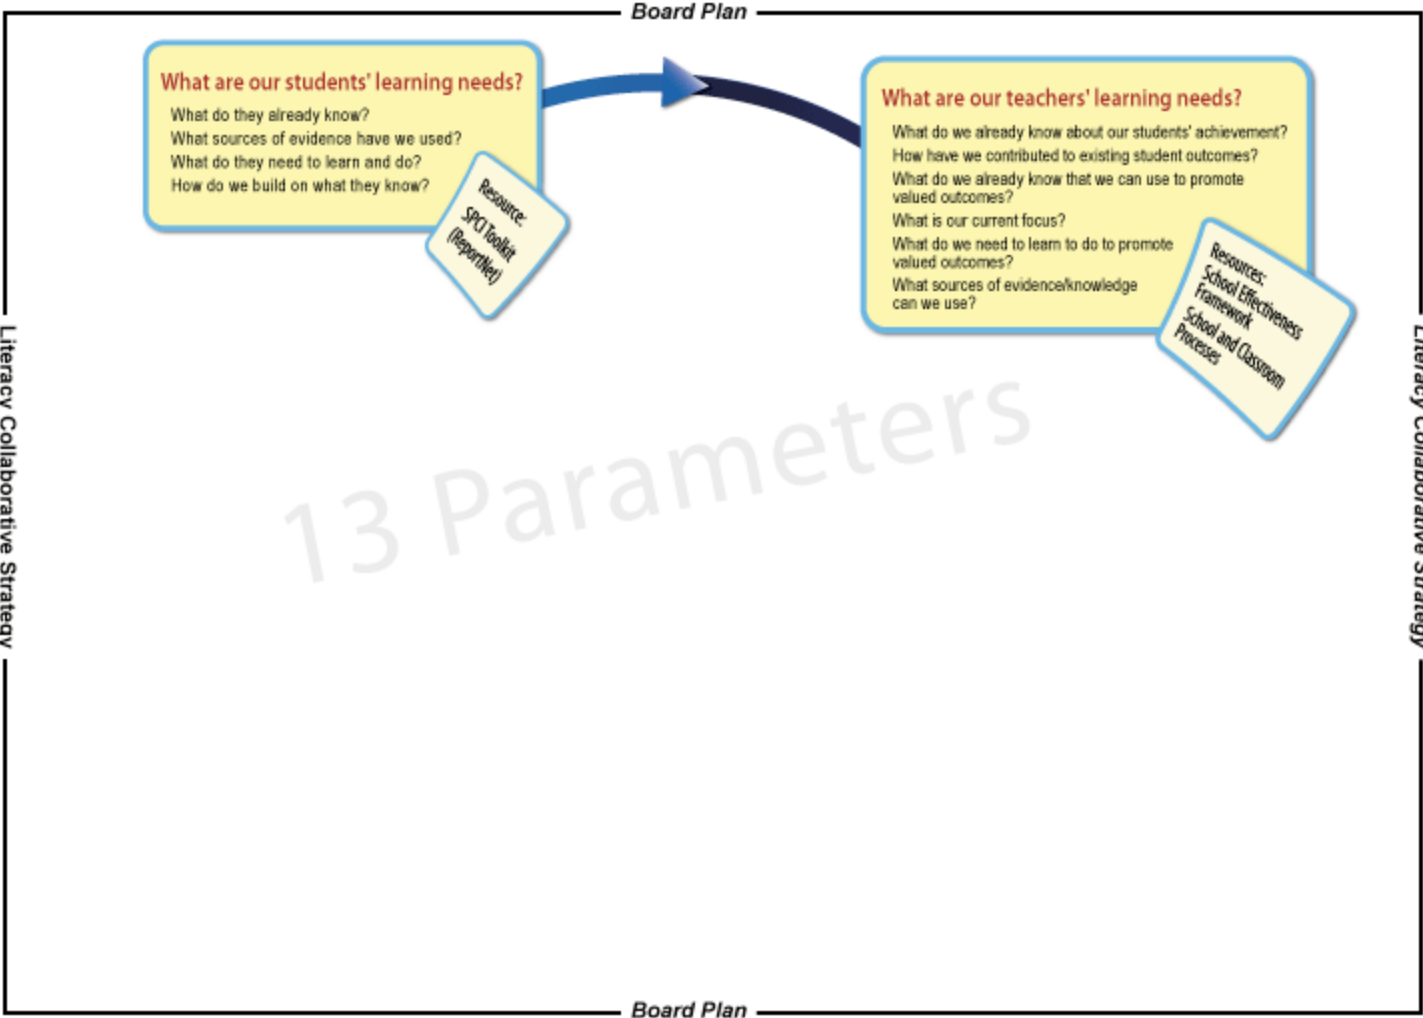 Board Plan
What are our students' learning needs?
What do they already know?
What sources of evidence have we used?
What do they need to learn and do?
How do we build on what they know?
Resource:
SPCI Toolkit
(ReportNet)
What are our teachers' learning needs?
What do we already know about our students' achievement?
How have we contributed to existing student outcomes?
What do we already know that we can use to promote
valued outcomes?
What is our current focus?
What do we need to learn to do to promote
valued outcomes?
What sources of evidence/knowledge
can we use?
Resources:
School Effectiveness
Framework
School and Classroom
Processes
Literacy Collaborative Strategy
13 Parameters
Literacy Collaborative Strategy
Board Plan